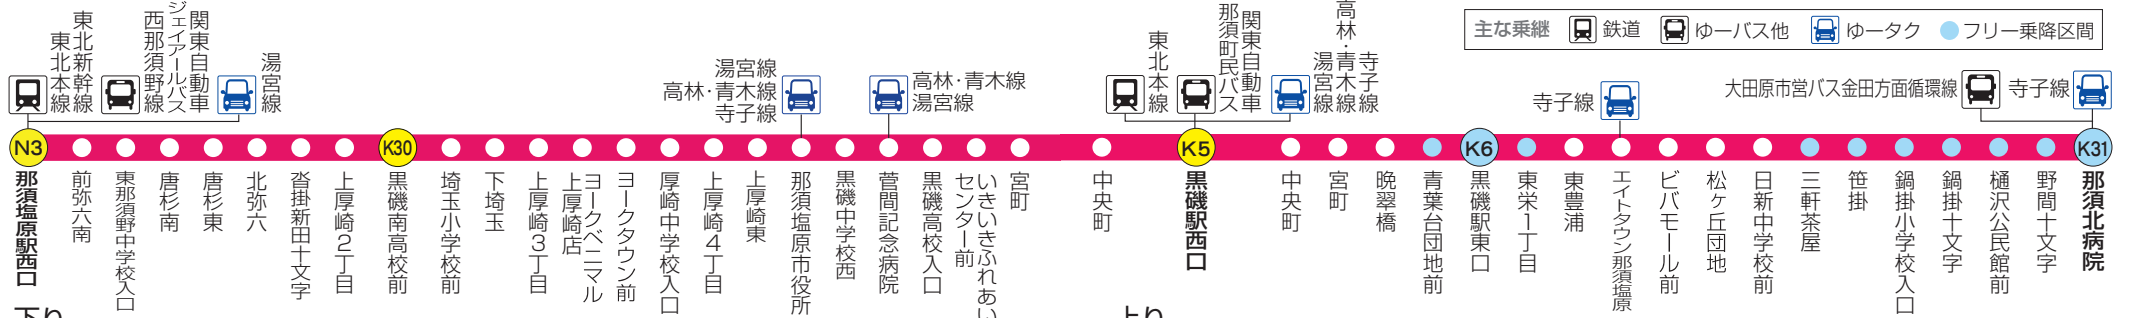 主な乗継 鉄道 ゆーバス他 ゆータク フリー乗降区間
東北新幹線
東北本線
関東自動車
ジェイアールバス
西那須野線
湯宮線
湯宮線
高林・青木線
寺子線
高林・青木線
湯宮線
東北本線
関東自動車
那須町民バス
寺子線
高林・青木線
湯宮線
寺子線
大田原市営バス金田方面循環線
寺子線
N3
K30
K5
K6
K31
那須塩原駅西口
前弥六南
東那須野中学校入口
唐杉南
唐杉東
北弥六
沓掛新田十文字
上厚崎2丁目
黒磯南高校前
埼玉小学校前
下埼玉
上厚崎3丁目
ヨークベニマル
上厚崎店
ヨークタウン前
厚崎中学校入口
上厚崎4丁目
上厚崎東
那須塩原市役所
黒磯中学校西
菅間記念病院
黒磯高校入口
いきいきふれあい
センター前
宮町
中央町
黒磯駅西口
中央町
宮町
晩翠橋
青葉台団地前
黒磯駅東口
東栄1丁目
東豊浦
エイトタウン那須塩原
ビバモール前
松ヶ丘団地
日新中学校前
三軒茶屋
笹掛
鍋掛小学校入口
鍋掛十文字
樋沢公民館前
野間十文字
那須北病院
下り
上り